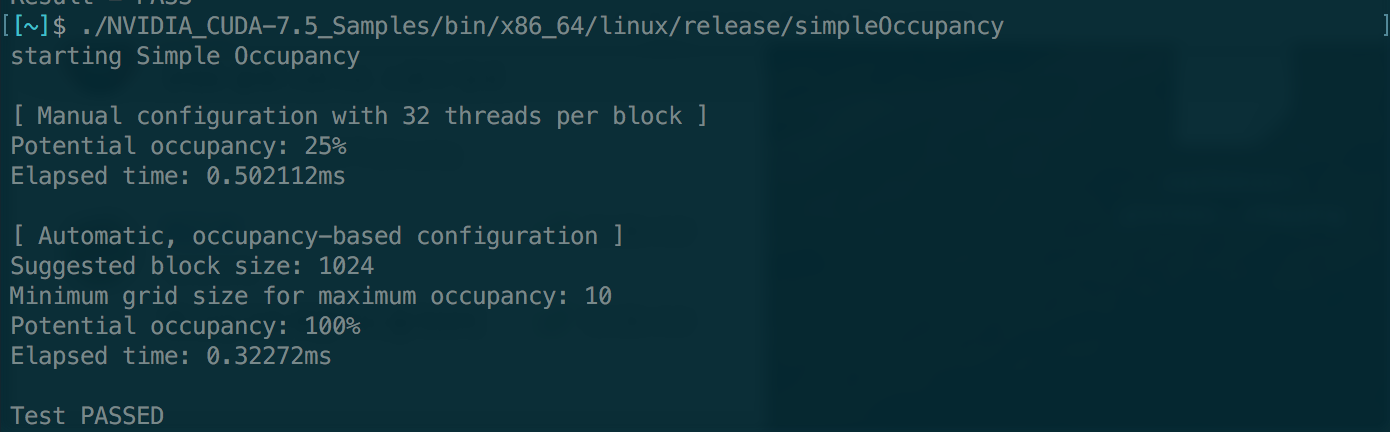 Result = PASS
[[~]$ ./NVIDIA_CUDA-7.5_Samples/bin/x86_64/linux/release/simpleOccupancy ]
starting Simple Occupancy
[ Manual configuration with 32 threads per block ]
Potential occupancy: 25%
Elapsed time: 0.502112ms
[ Automatic, occupancy-based configuration ]
Suggested block size: 1024
Minimum grid size for maximum occupancy: 10
Potential occupancy: 100%
Elapsed time: 0.32272ms
Test PASSED